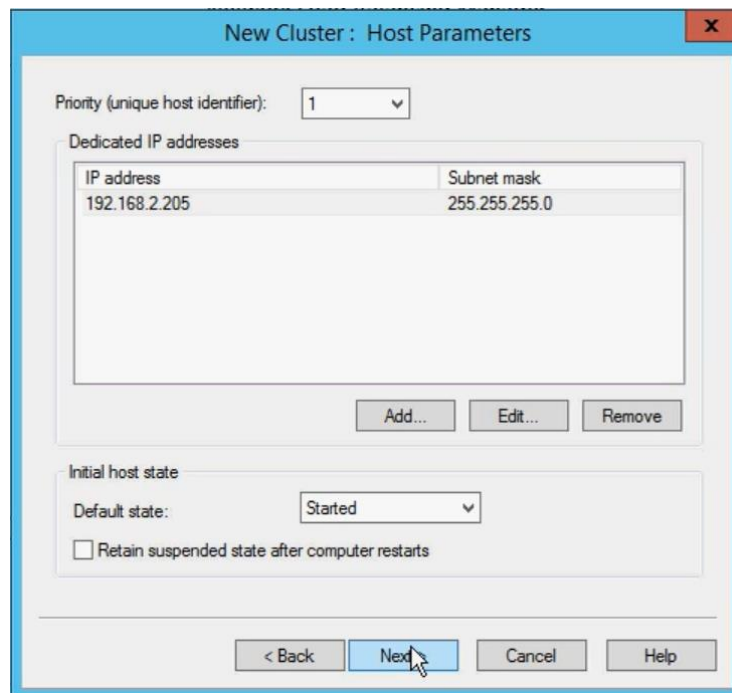 New Cluster : Host Parameters
x
Priority (unique host identifier): 1
Dedicated IP addresses
IP address Subnet mask
192.168.2.205 255.255.255.0
Add... Edit... Remove
Initial host state
Default state: Started
Retain suspended state after computer restarts
< Back Next > Cancel Help